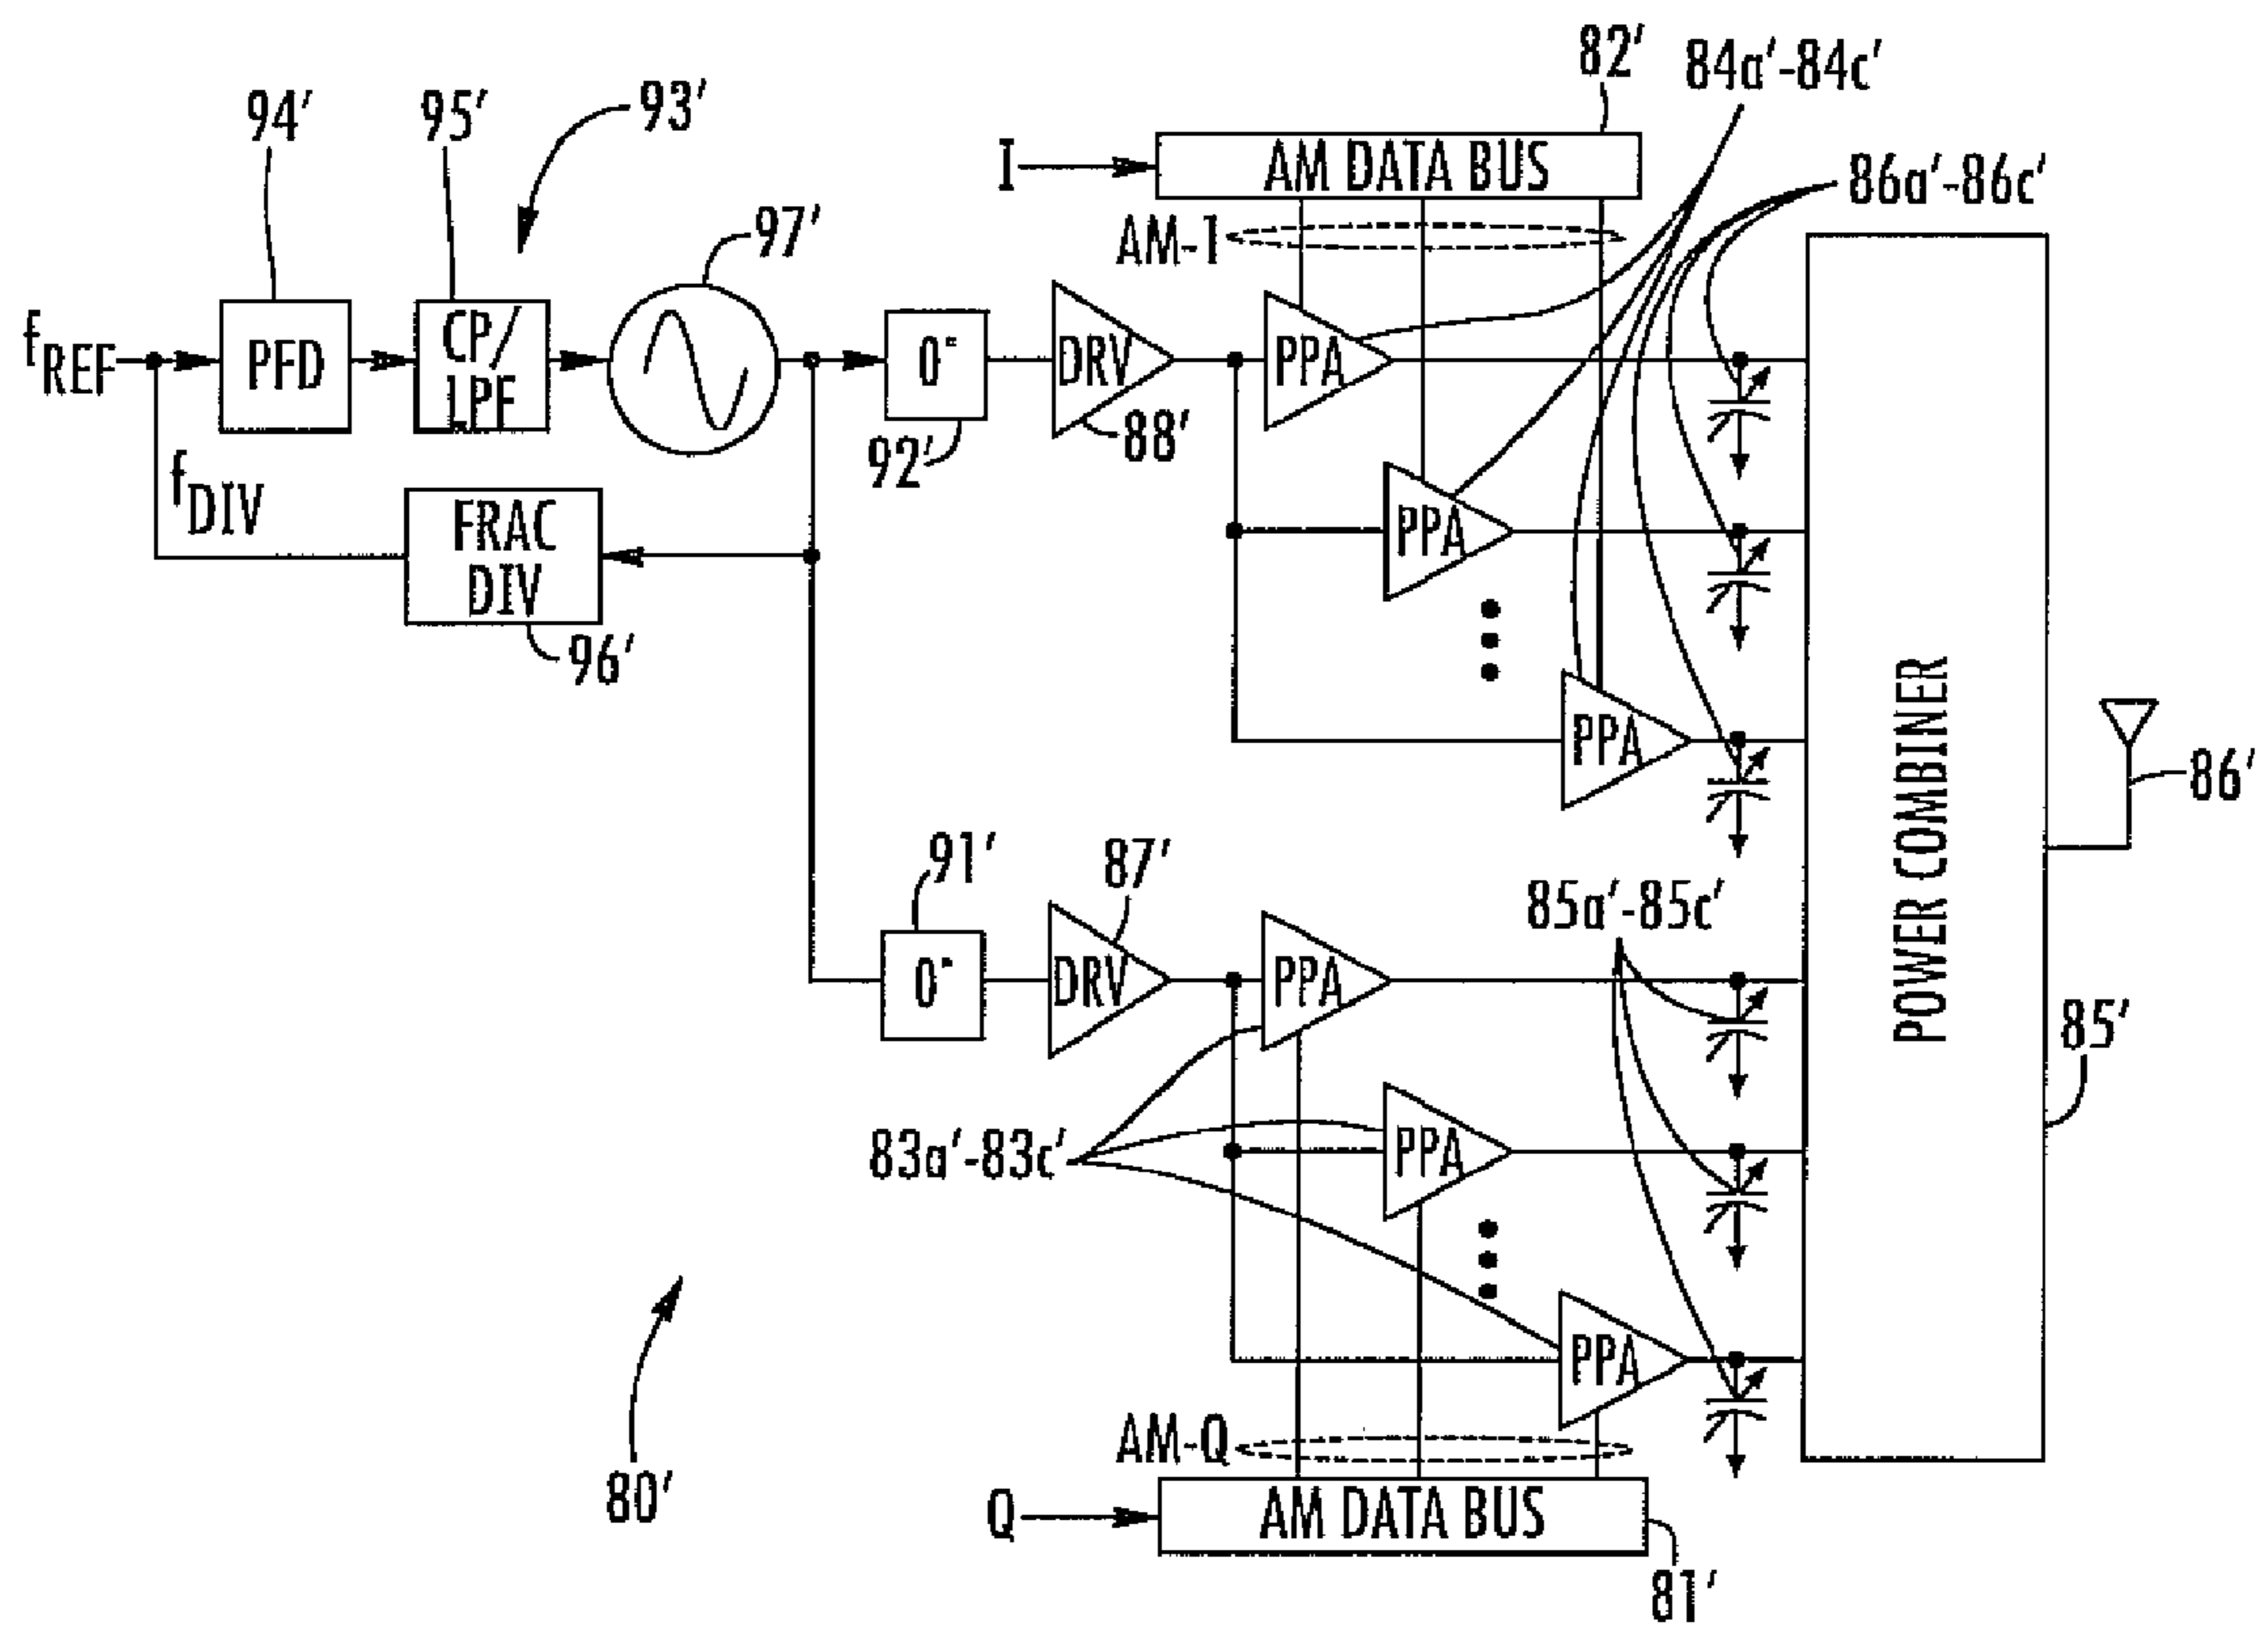 82'
84a'-84c'
94'
95'
93'
I
AM DATA BUS
86a'-86c'
97'
AM-I
fREF
PFD
CP/
LPF
0°
DRV
PPA
92'
88'
fDIV
FRAC
DIV
PPA
96'
PPA
POWER COMBINER
86'
91'
87'
85a'-85c'
0°
DRV
PPA
85'
83a'-83c'
PPA
PPA
AM-Q
80'
Q
AM DATA BUS
81'